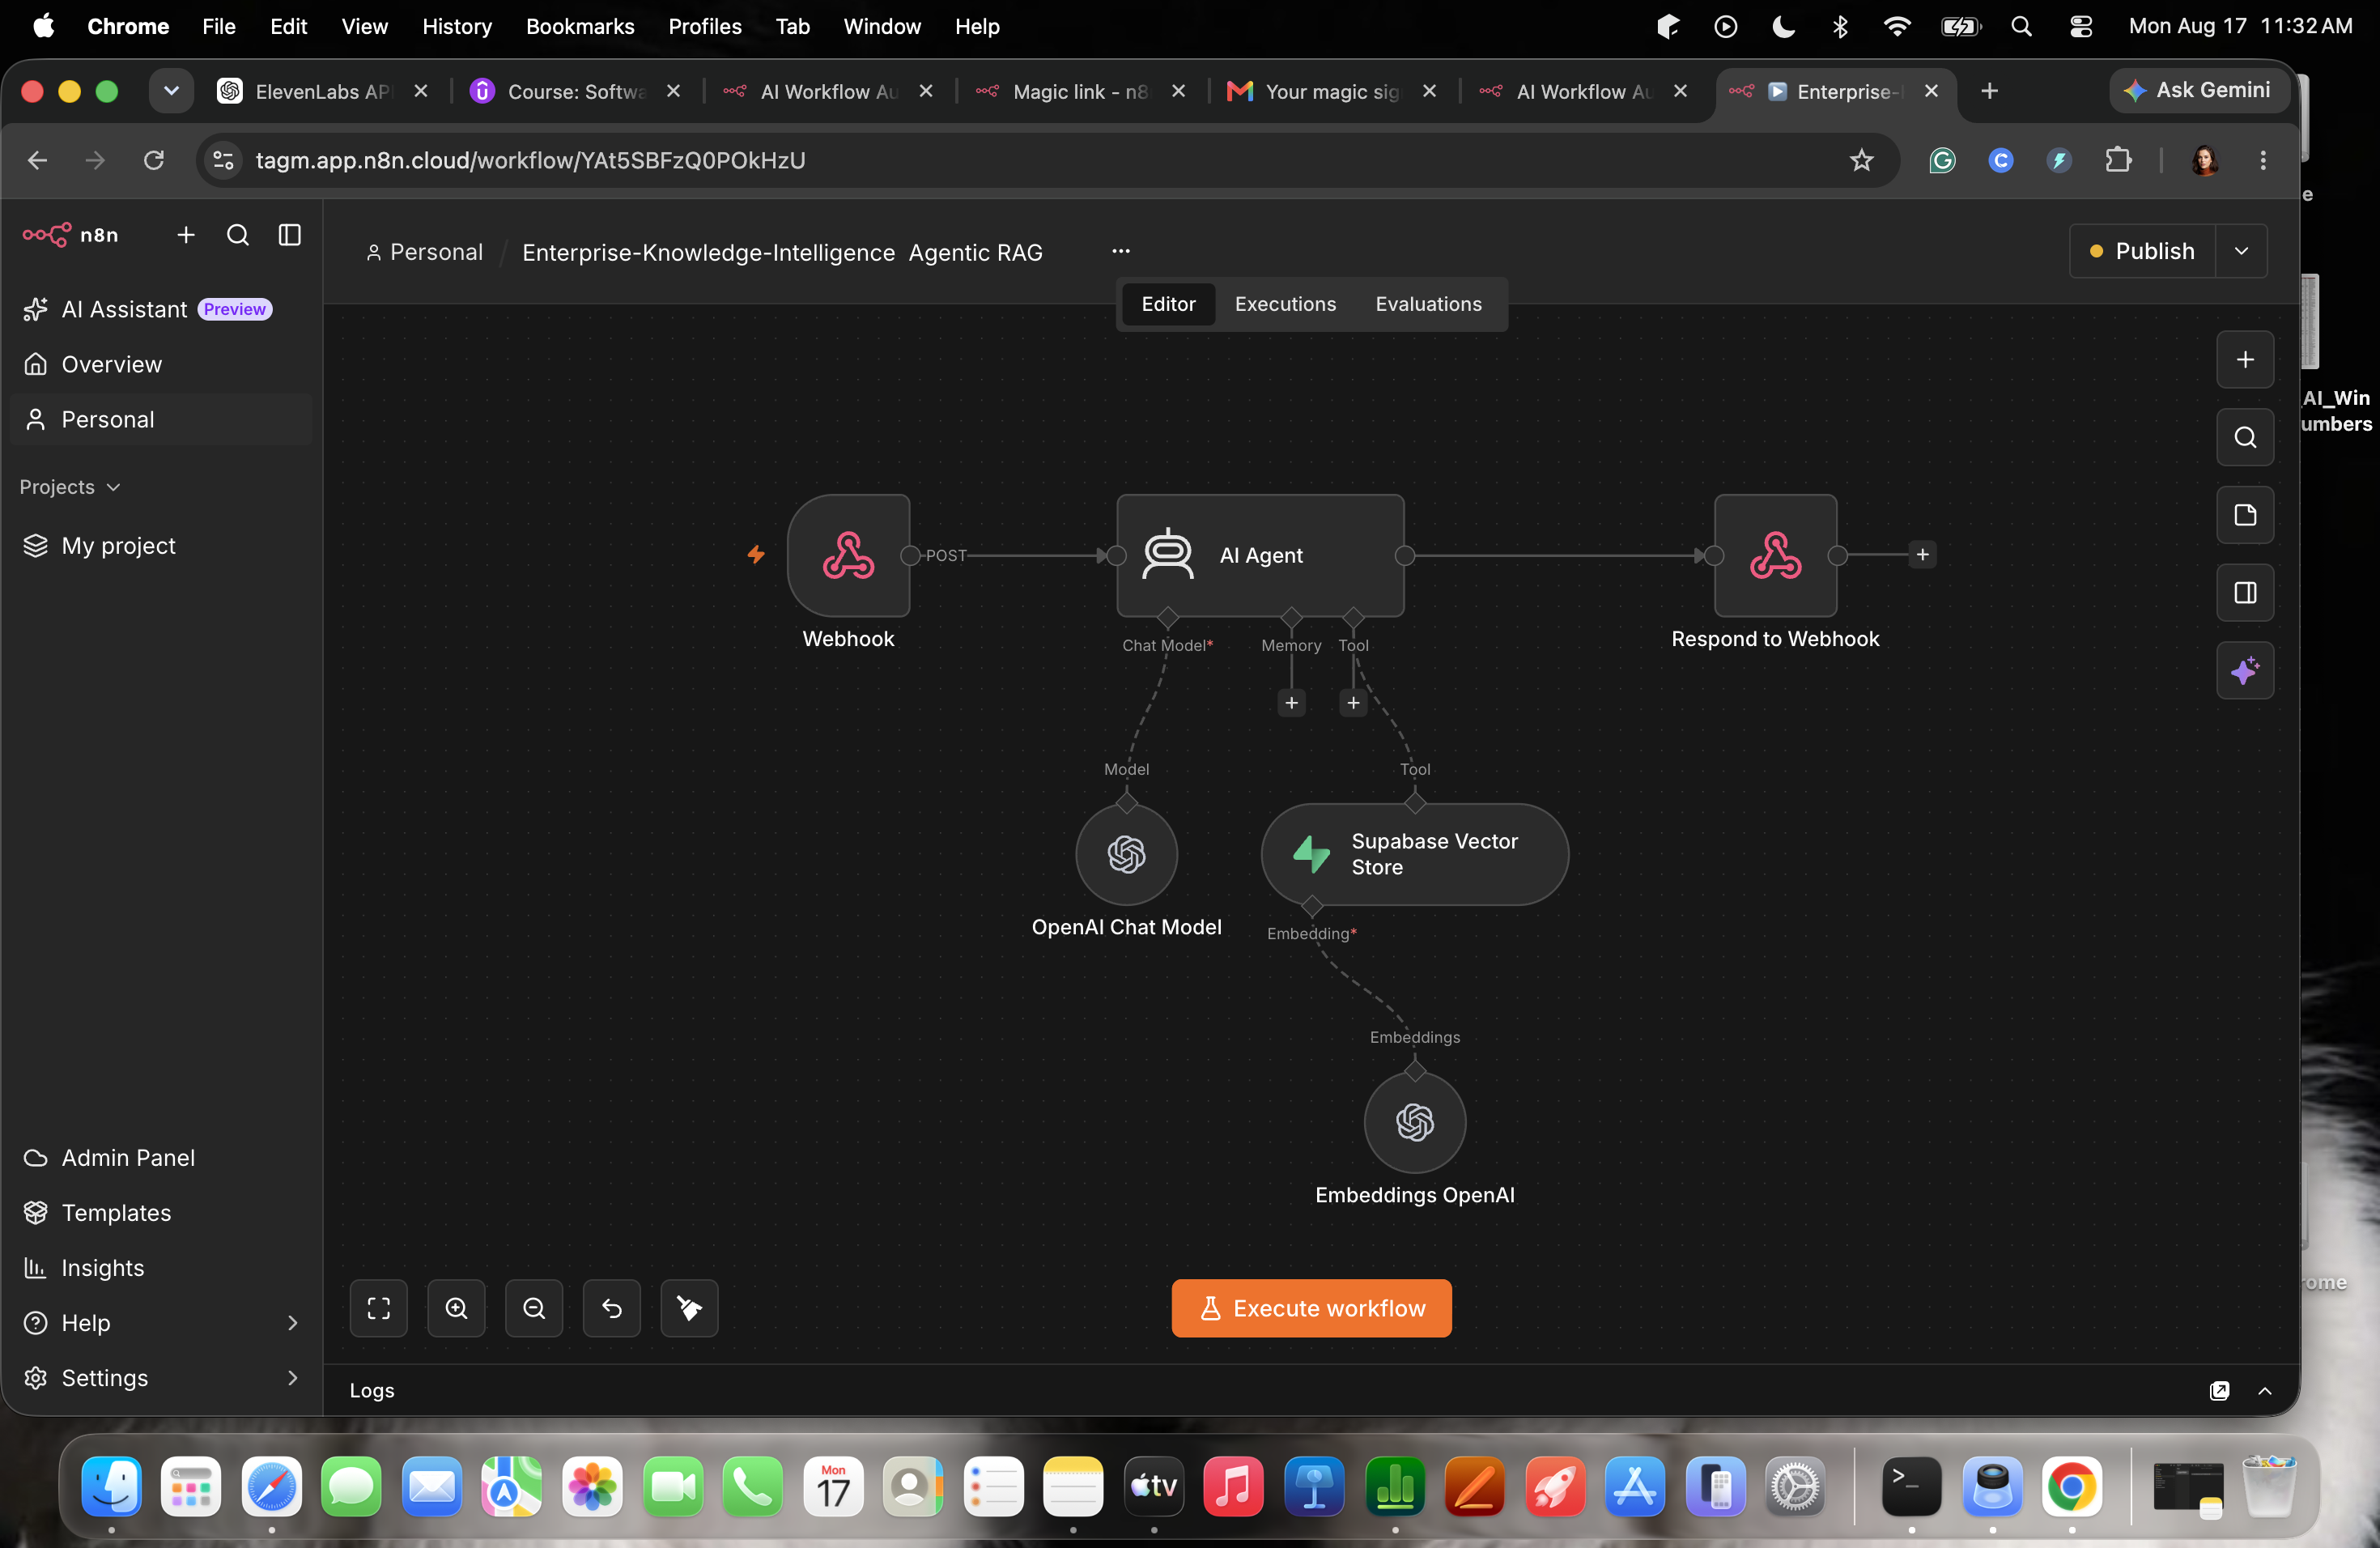 Chrome File Edit View History Bookmarks Profiles Tab Window Help Mon Aug 17 11:32 AM
ElevenLabs AP Course: Softwa AI Workflow Au Magic link - n8 Your magic sig AI Workflow Au Enterprise- Ask Gemini
tagm.app.n8n.cloud/workflow/YAt5SBFzQ0POkHzU
n8n
Personal / Enterprise-Knowledge-Intelligence Agentic RAG ...
Publish
Editor Executions Evaluations
AI Assistant Preview
Overview
Personal
Projects
My project
Admin Panel
Templates
Insights
Help
Settings
POST
AI Agent
Webhook
Respond to Webhook
Chat Model*
Memory
Tool
Model
Tool
Supabase Vector
Store
OpenAI Chat Model
Embedding*
Embeddings
Embeddings OpenAI
Execute workflow
Logs
e
_AI_Win
umbers
rome
Mon
17
tv